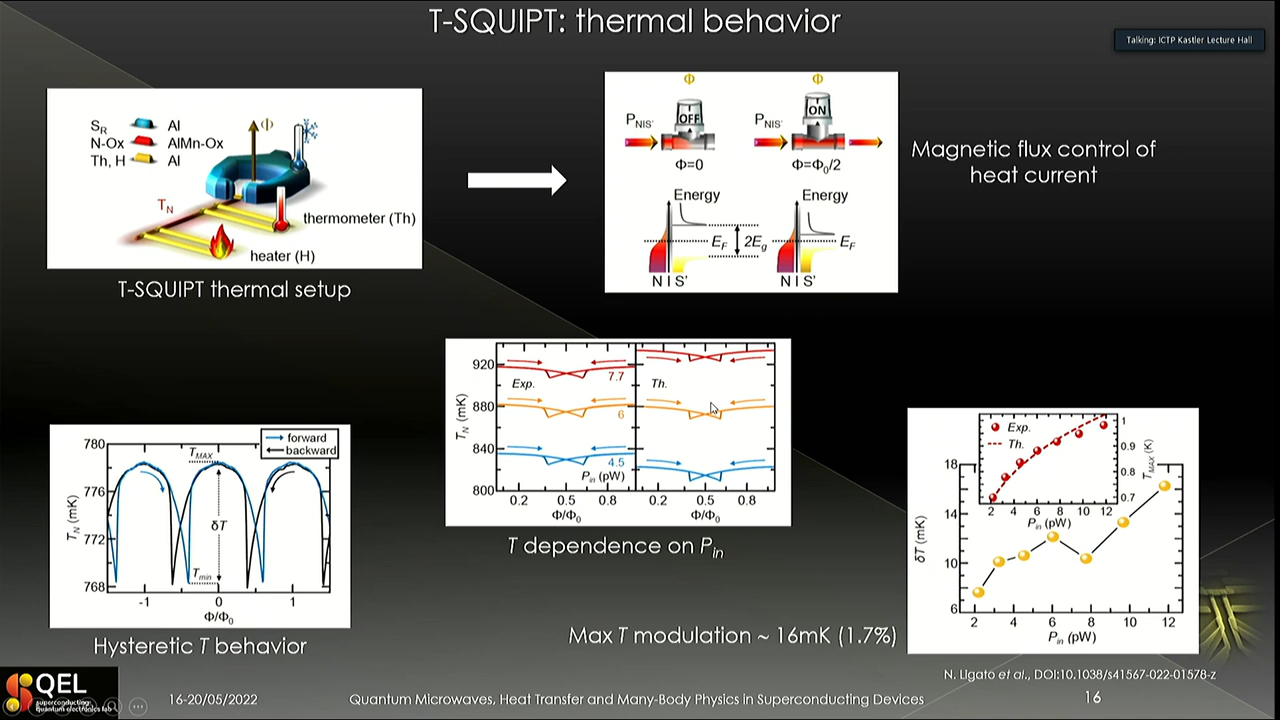 T-SQUIPT: thermal behavior
Talking: ICTP Kastler Lecture Hall
S_R Al
N-Ox AlMn-Ox
Th, H Al
Φ
T_N
thermometer (Th)
heater (H)
T-SQUIPT thermal setup
Φ Φ
P_NIS' OFF P_NIS' ON
Φ=0 Φ=Φ₀/2
Energy Energy
E_F 2E_g E_F
N I S' N I S'
Magnetic flux control of
heat current
920
880
840
800
T_N (mK)
Exp. Th.
7.7
6
4.5
P_in (pW)
0.2 0.5 0.8 0.2 0.5 0.8
Φ/Φ₀ Φ/Φ₀
T dependence on P_in
780
776
772
768
T_N (mK)
forward
backward
T_MAX
δT
T_min
-1 0 1
Φ/Φ₀
Hysteretic T behavior
Exp.
Th.
1
0.9
0.8
0.7
T_MAX (K)
2 4 6 8 10 12
P_in (pW)
18
14
10
6
δT (mK)
2 4 6 8 10 12
P_in (pW)
Max T modulation ~ 16mK (1.7%)
N. Ligato et al., DOI:10.1038/s41567-022-01578-z
QEL
superconducting
quantum electronics lab
16-20/05/2022
Quantum Microwaves, Heat Transfer and Many-Body Physics in Superconducting Devices
16